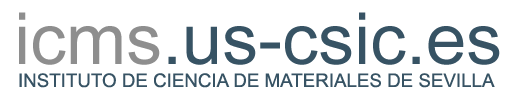 icms.us-csic.es
INSTITUTO DE CIENCIA DE MATERIALES DE SEVILLA